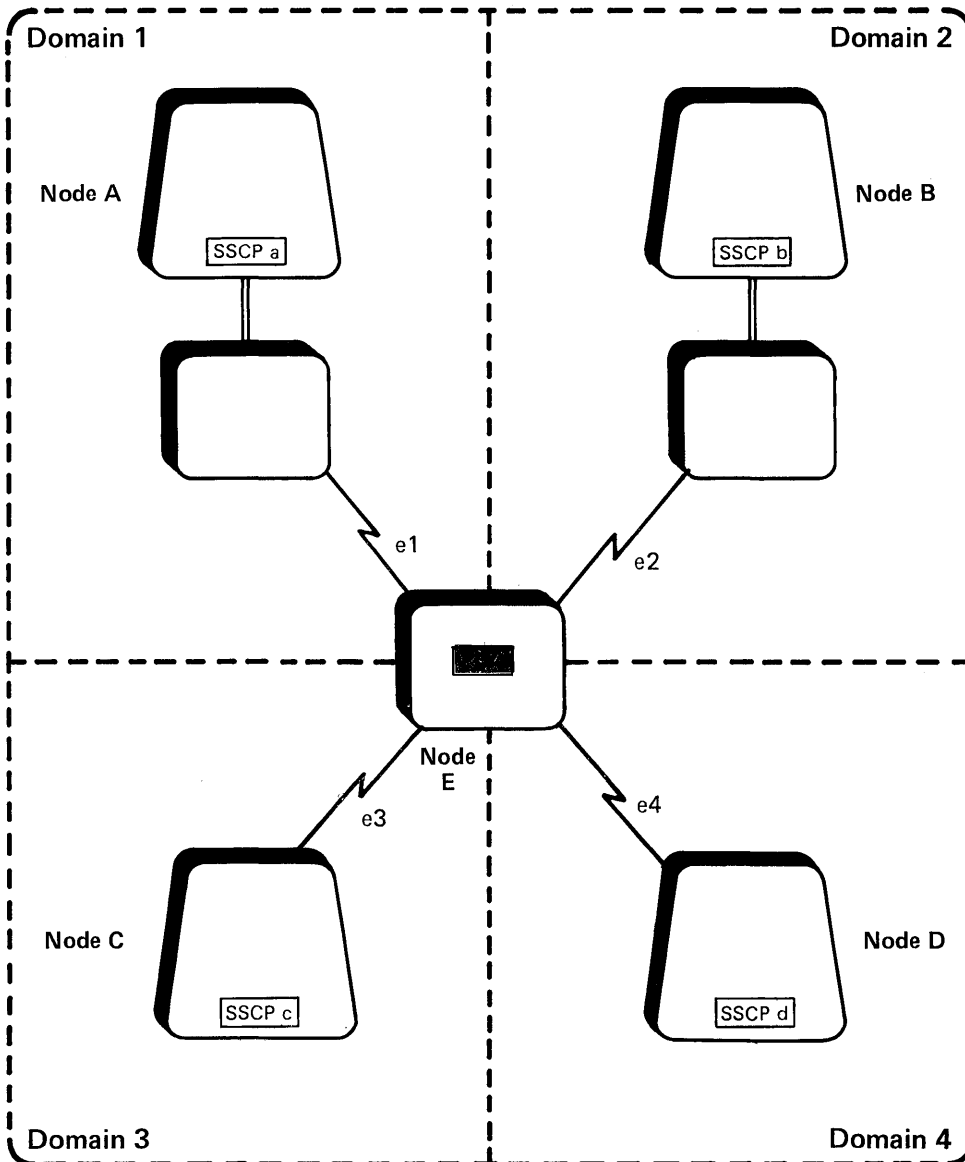 Domain 1
Domain 2
Node A
Node B
SSCP a
SSCP b
e1
e2
Node
E
e3
e4
Node C
Node D
SSCP c
SSCP d
Domain 3
Domain 4